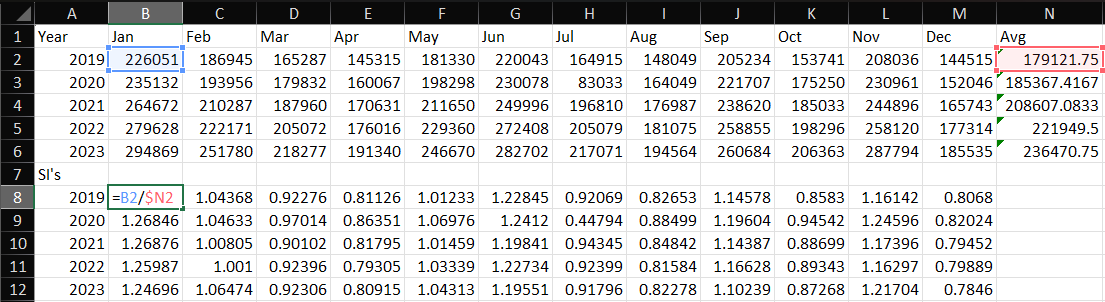 A B C D E F G H I J K L M N
1 Year Jan Feb Mar Apr May Jun Jul Aug Sep Oct Nov Dec Avg
2 2019 226051 186945 165287 145315 181330 220043 164915 148049 205234 153741 208036 144515 179121.75
3 2020 235132 193956 179832 160067 198298 230078 83033 164049 221707 175250 230961 152046 185367.4167
4 2021 264672 210287 187960 170631 211650 249996 196810 176987 238620 185033 244896 165743 208607.0833
5 2022 279628 222171 205072 176016 229360 272408 205079 181075 258855 198296 258120 177314 221949.5
6 2023 294869 251780 218277 191340 246670 282702 217071 194564 260684 206363 287794 185535 236470.75
7 SI's
8 2019 =B2/$N2 1.04368 0.92276 0.81126 1.01233 1.22845 0.92069 0.82653 1.14578 0.8583 1.16142 0.8068
9 2020 1.26846 1.04633 0.97014 0.86351 1.06976 1.2412 0.44794 0.88499 1.19604 0.94542 1.24596 0.82024
10 2021 1.26876 1.00805 0.90102 0.81795 1.01459 1.19841 0.94345 0.84842 1.14387 0.88699 1.17396 0.79452
11 2022 1.25987 1.001 0.92396 0.79305 1.03339 1.22734 0.92399 0.81584 1.16628 0.89343 1.16297 0.79889
12 2023 1.24696 1.06474 0.92306 0.80915 1.04313 1.19551 0.91796 0.82278 1.10239 0.87268 1.21704 0.7846